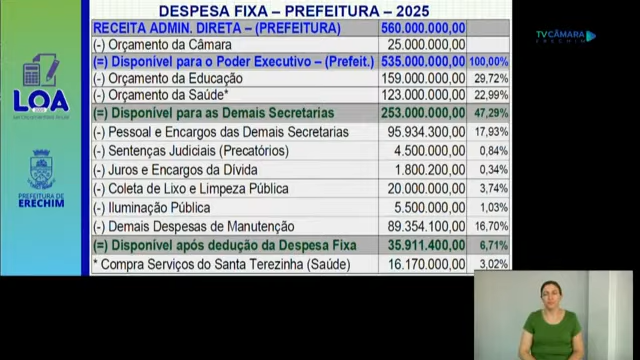 DESPESA FIXA – PREFEITURA – 2025
TVCÂMARA
ERECHIM
LOA
PREFEITURA DE
ERECHIM
RECEITA ADMIN. DIRETA – (PREFEITURA) 560.000.000,00
(-) Orçamento da Câmara 25.000.000,00
(=) Disponível para o Poder Executivo – (Prefeit.) 535.000.000,00 100,00%
(-) Orçamento da Educação 159.000.000,00 29,72%
(-) Orçamento da Saúde* 123.000.000,00 22,99%
(=) Disponível para as Demais Secretarias 253.000.000,00 47,29%
(-) Pessoal e Encargos das Demais Secretarias 95.934.300,00 17,93%
(-) Sentenças Judiciais (Precatórios) 4.500.000,00 0,84%
(-) Juros e Encargos da Dívida 1.800.200,00 0,34%
(-) Coleta de Lixo e Limpeza Pública 20.000.000,00 3,74%
(-) Iluminação Pública 5.500.000,00 1,03%
(-) Demais Despesas de Manutenção 89.354.100,00 16,70%
(=) Disponível após dedução da Despesa Fixa 35.911.400,00 6,71%
* Compra Serviços do Santa Terezinha (Saúde) 16.170.000,00 3,02%